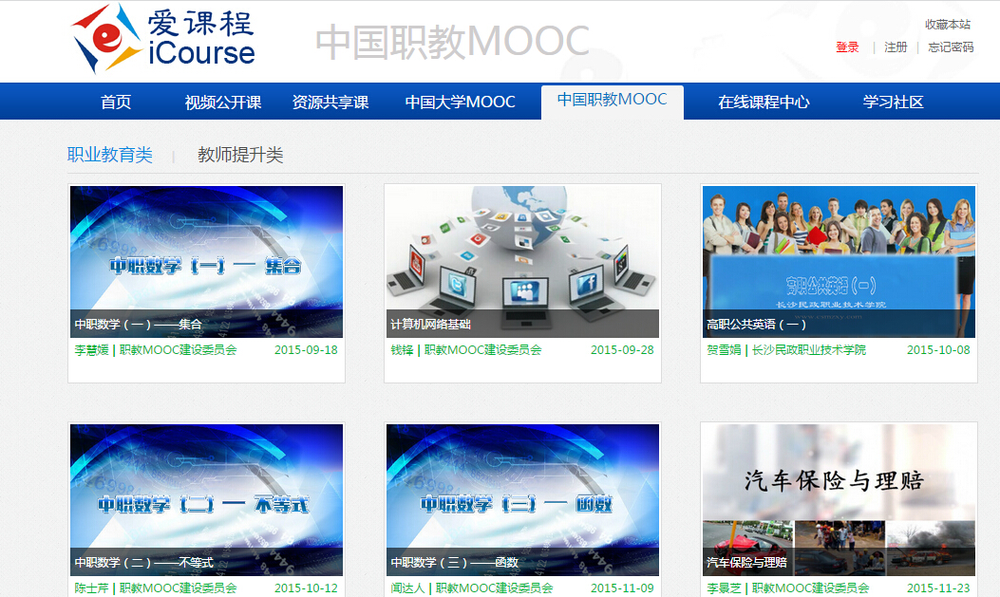 爱课程
iCourse
中国职教MOOC
收藏本站
登录 | 注册 | 忘记密码
首页 视频公开课 资源共享课 中国大学MOOC 中国职教MOOC 在线课程中心 学习社区
职业教育类 | 教师提升类
中职数学（一）— 集合
中职数学（一）——集合
李慧嫒 | 职教MOOC建设委员会 2015-09-18
计算机网络基础
钱锋 | 职教MOOC建设委员会 2015-09-28
高职公共英语（一）
长沙民政职业技术学院
高职公共英语（一）
贺雪娟 | 长沙民政职业技术学院 2015-10-08
中职数学（二）— 不等式
中职数学（二）——不等式
陈士芹 | 职教MOOC建设委员会 2015-10-12
中职数学（三）— 函数
中职数学（三）——函数
闻达人 | 职教MOOC建设委员会 2015-11-09
汽车保险与理赔
汽车保险与理赔
李景芝 | 职教MOOC建设委员会 2015-11-23